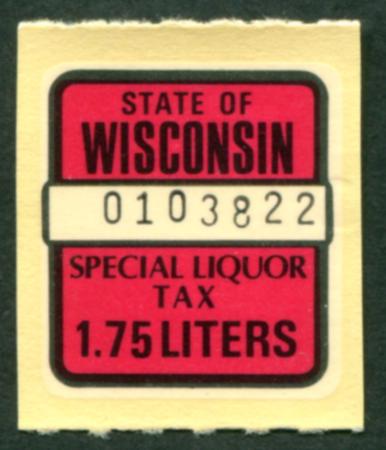 STATE OF
WISCONSIN
0103822
SPECIAL LIQUOR
TAX
1.75 LITERS